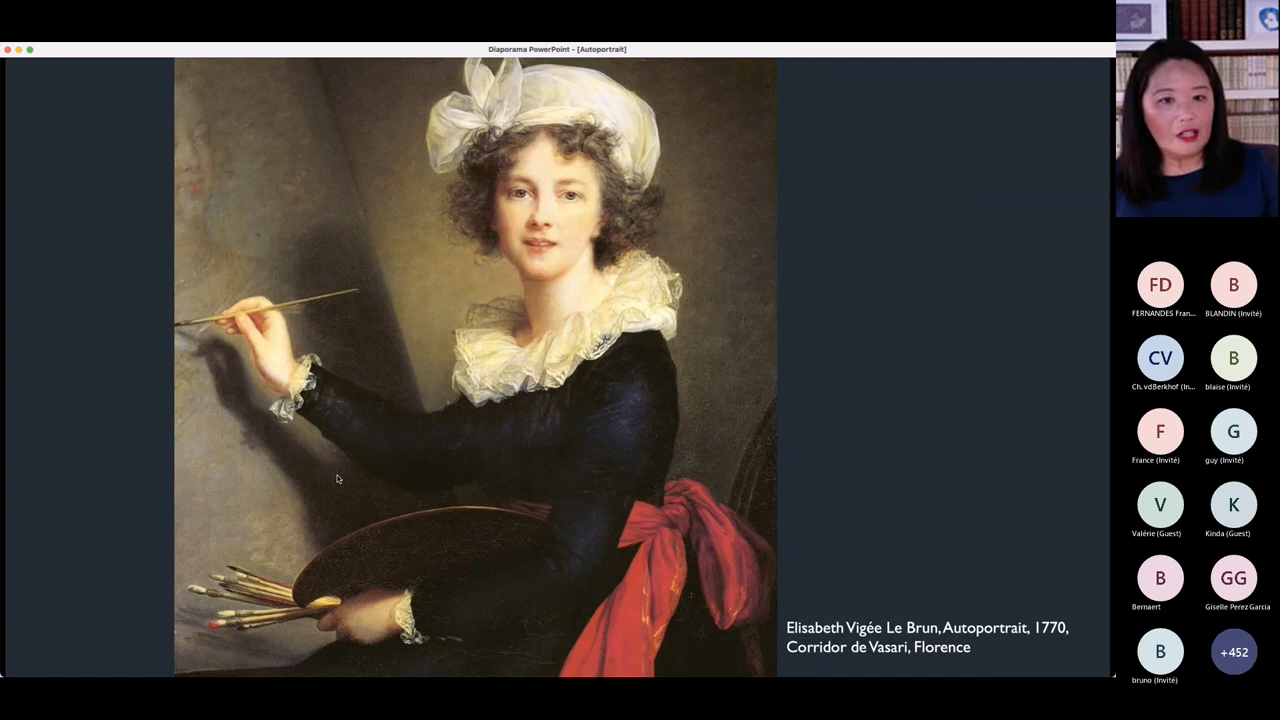 Diaporama PowerPoint - [Autoportrait]
Elisabeth Vigée Le Brun, Autoportrait, 1770,
Corridor de Vasari, Florence
FD
B
FERNANDES Fran...
BLANDIN (Invité)
CV
B
Ch. vdBerkhof (In...
blaise (Invité)
F
G
France (Invité)
guy (Invité)
V
K
Valérie (Guest)
Kinda (Guest)
B
GG
Bernaert
Giselle Perez Garcia
B
+452
bruno (Invité)